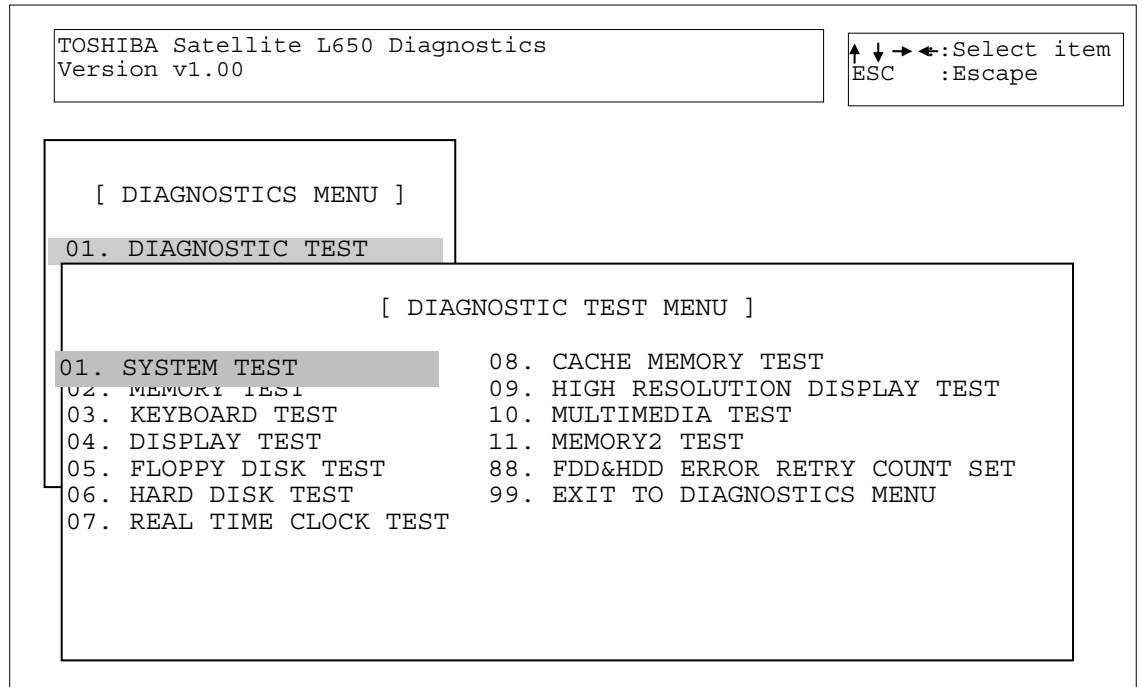 TOSHIBA Satellite L650 Diagnostics
Version v1.00
↑ ↓ → ←:Select item
ESC :Escape
[ DIAGNOSTICS MENU ]
01. DIAGNOSTIC TEST
[ DIAGNOSTIC TEST MENU ]
01. SYSTEM TEST
02. MEMORY TEST
03. KEYBOARD TEST
04. DISPLAY TEST
05. FLOPPY DISK TEST
06. HARD DISK TEST
07. REAL TIME CLOCK TEST
08. CACHE MEMORY TEST
09. HIGH RESOLUTION DISPLAY TEST
10. MULTIMEDIA TEST
11. MEMORY2 TEST
88. FDD&HDD ERROR RETRY COUNT SET
99. EXIT TO DIAGNOSTICS MENU